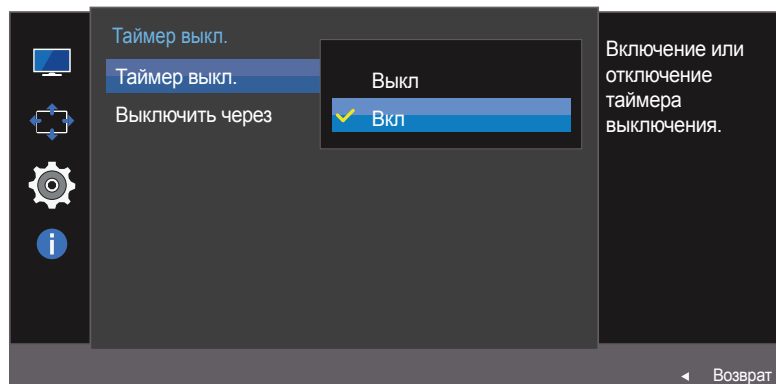 Таймер выкл.
Таймер выкл.
Выключить через
Выкл
Вкл
Включение или
отключение
таймера
выключения.
Возврат